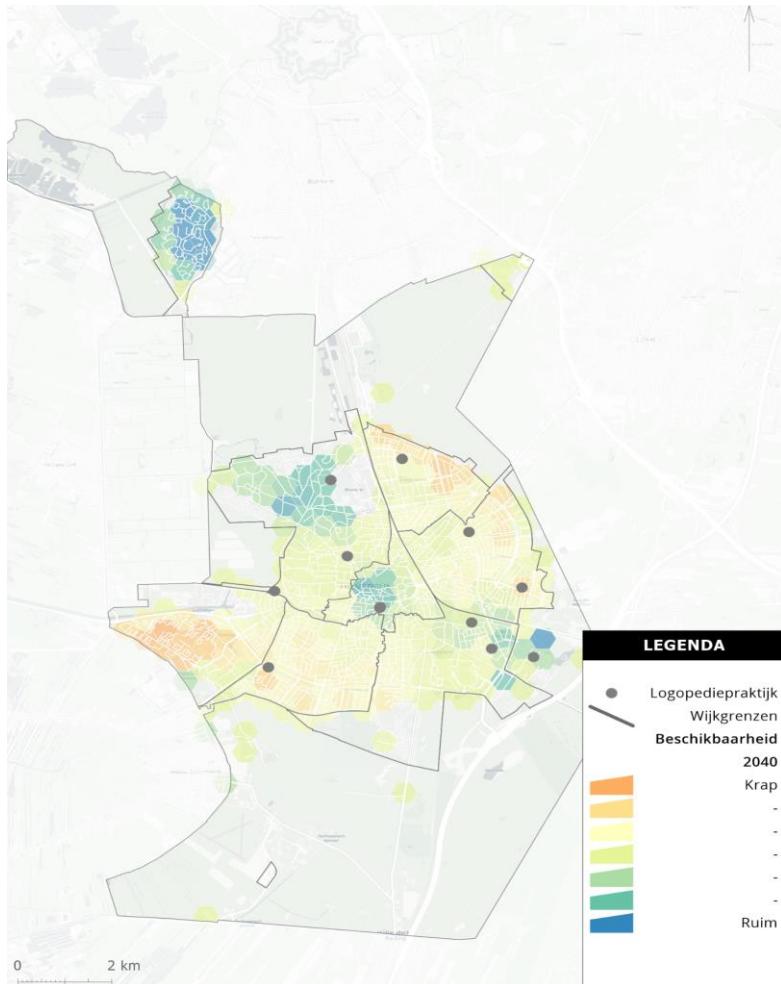 LEGENDA
Logopediepraktijk
Wijkgrenzen
Beschikbaarheid
2040
Krap
-
-
-
-
-
Ruim
0 2 km